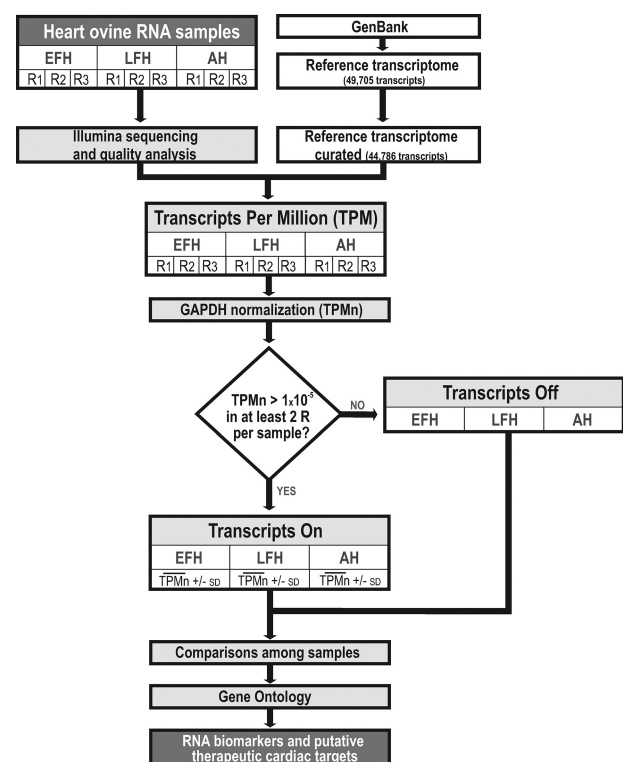 Heart ovine RNA samples
EFH LFH AH
R1 R2 R3 R1 R2 R3 R1 R2 R3
Illumina sequencing
and quality analysis
GenBank
Reference transcriptome
(49,705 transcripts)
Reference transcriptome
curated (44,786 transcripts)
Transcripts Per Million (TPM)
EFH LFH AH
R1 R2 R3 R1 R2 R3 R1 R2 R3
GAPDH normalization (TPMn)
TPMn > 1x10⁻⁵
in at least 2 R
per sample?
NO
Transcripts Off
EFH LFH AH
YES
Transcripts On
EFH LFH AH
T̅P̅M̅n +/- SD T̅P̅M̅n +/- SD T̅P̅M̅n +/- SD
Comparisons among samples
Gene Ontology
RNA biomarkers and putative
therapeutic cardiac targets